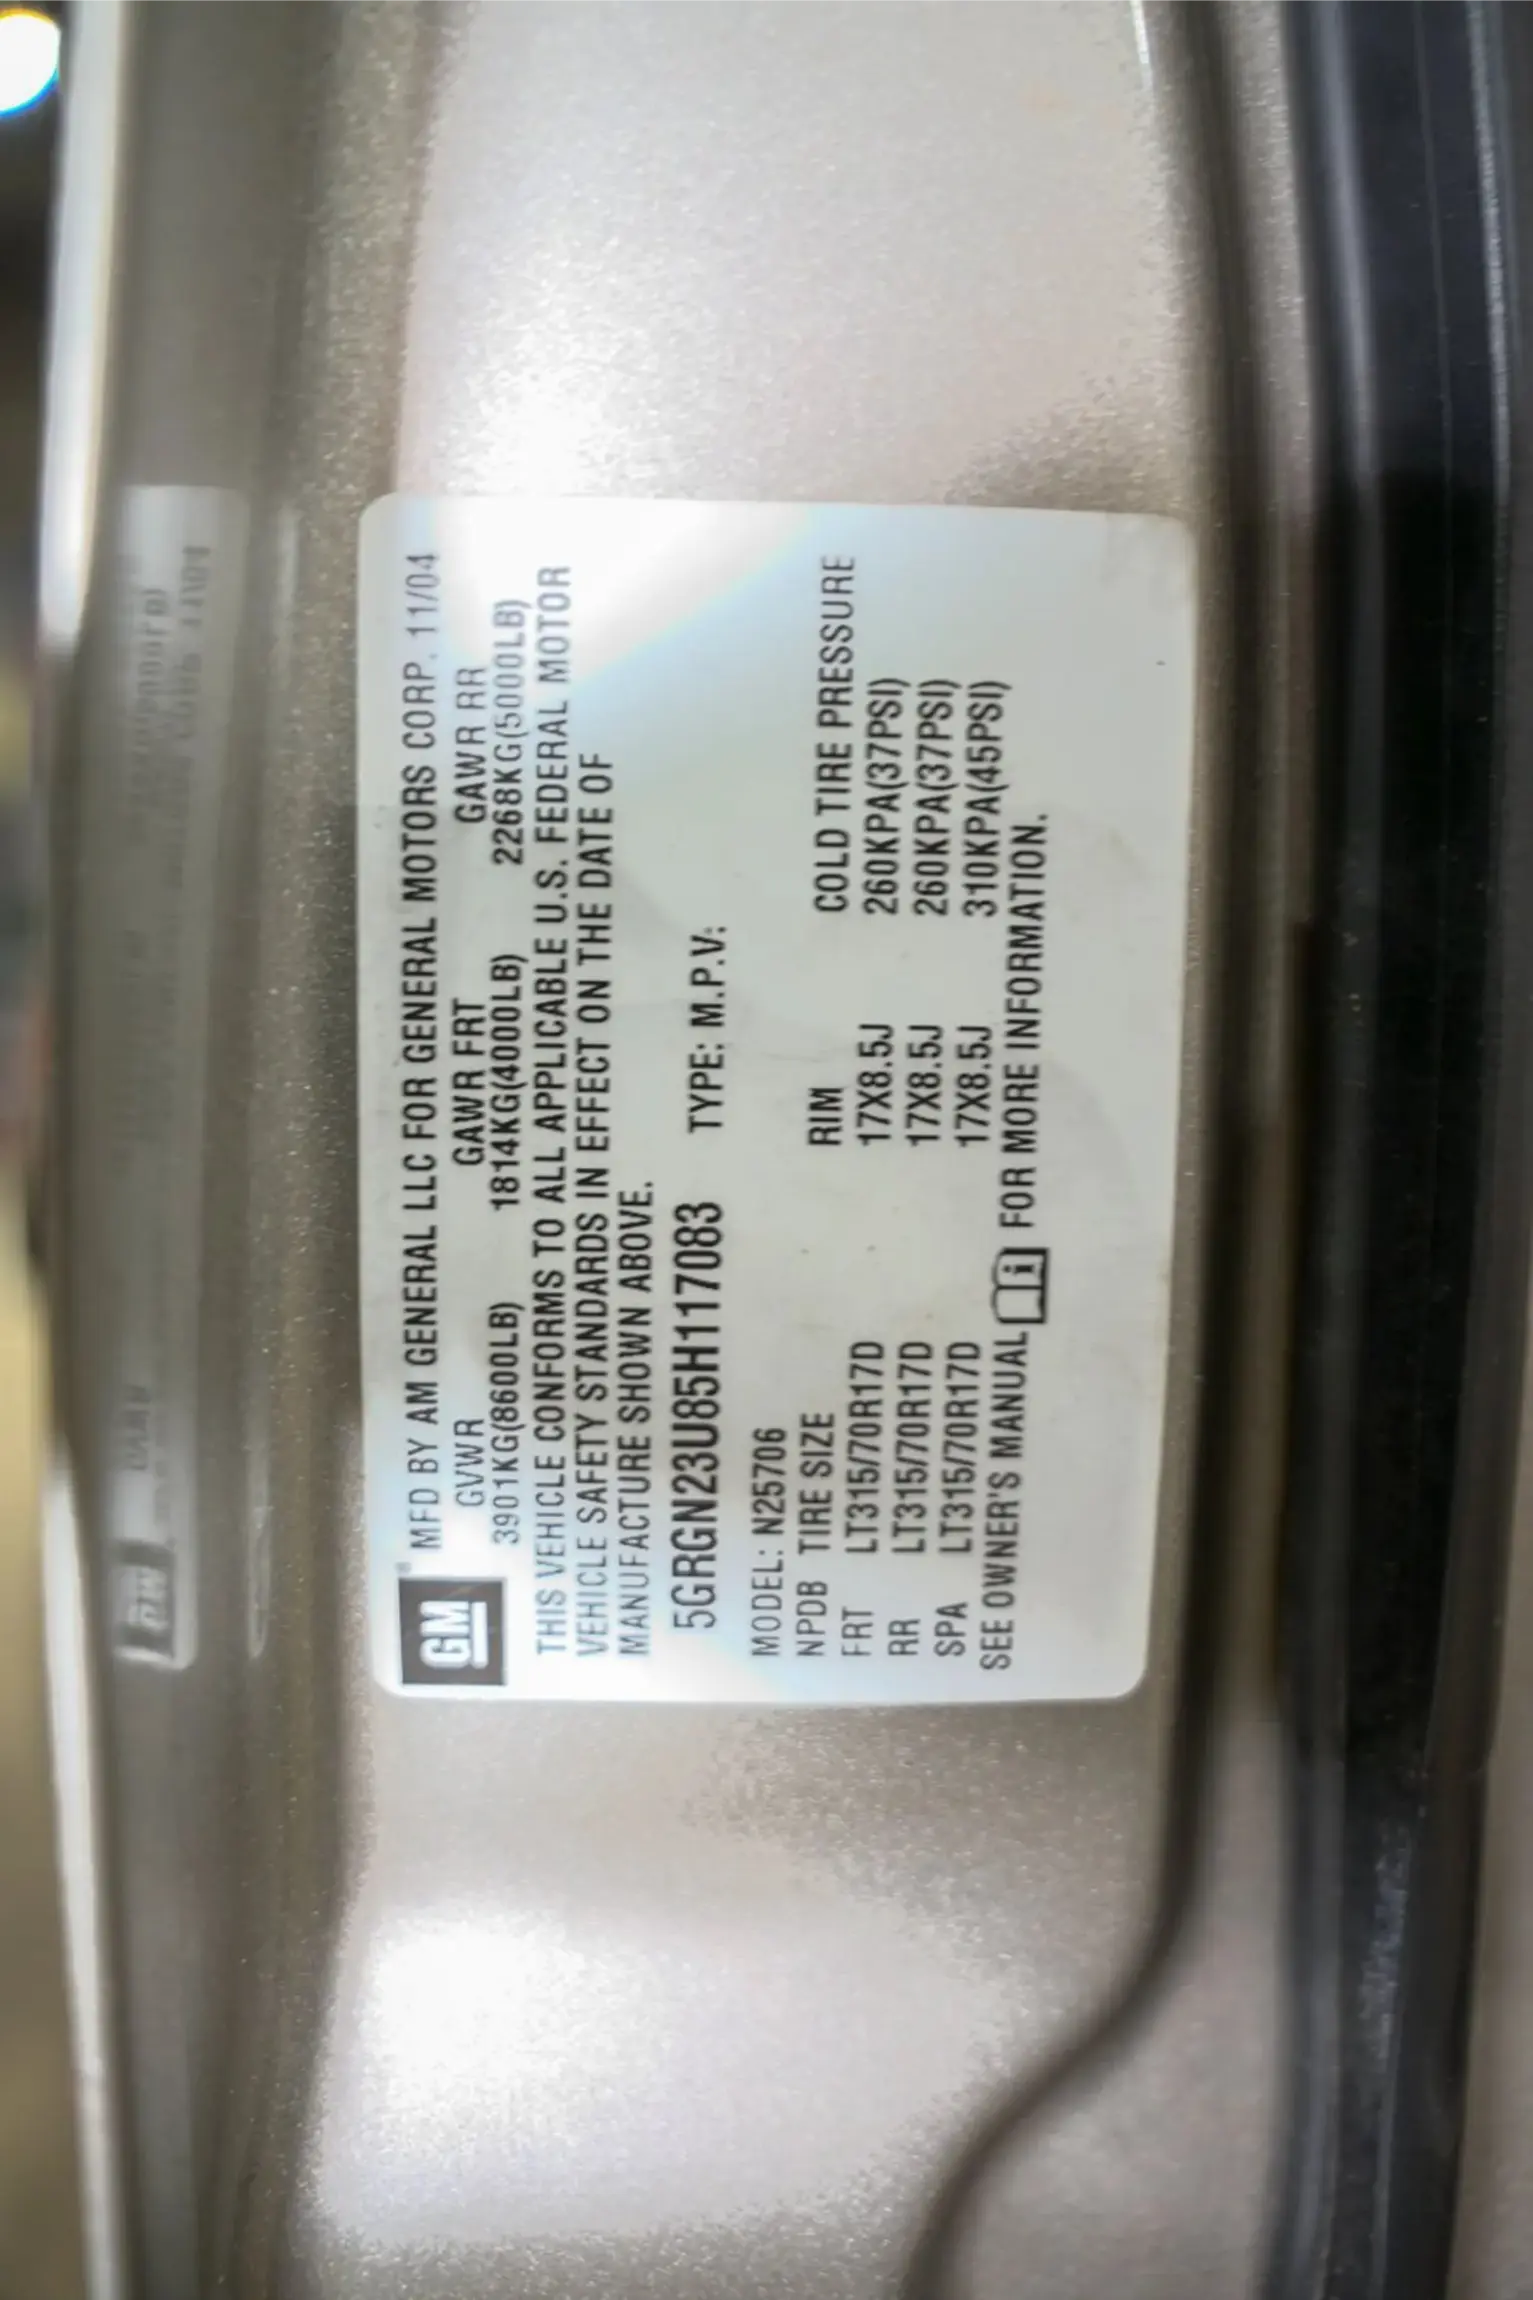 GM® MFD BY AM GENERAL LLC FOR GENERAL MOTORS CORP. 11/04
GVWR GAWR FRT GAWR RR
3901KG(8600LB) 1814KG(4000LB) 2268KG(5000LB)
THIS VEHICLE CONFORMS TO ALL APPLICABLE U.S. FEDERAL MOTOR
VEHICLE SAFETY STANDARDS IN EFFECT ON THE DATE OF
MANUFACTURE SHOWN ABOVE.
5GRGN23U85H117083 TYPE: M.P.V:
MODEL: N25706
NPDB TIRE SIZE RIM COLD TIRE PRESSURE
FRT LT315/70R17D 17X8.5J 260KPA(37PSI)
RR LT315/70R17D 17X8.5J 260KPA(37PSI)
SPA LT315/70R17D 17X8.5J 310KPA(45PSI)
SEE OWNER'S MANUAL FOR MORE INFORMATION.